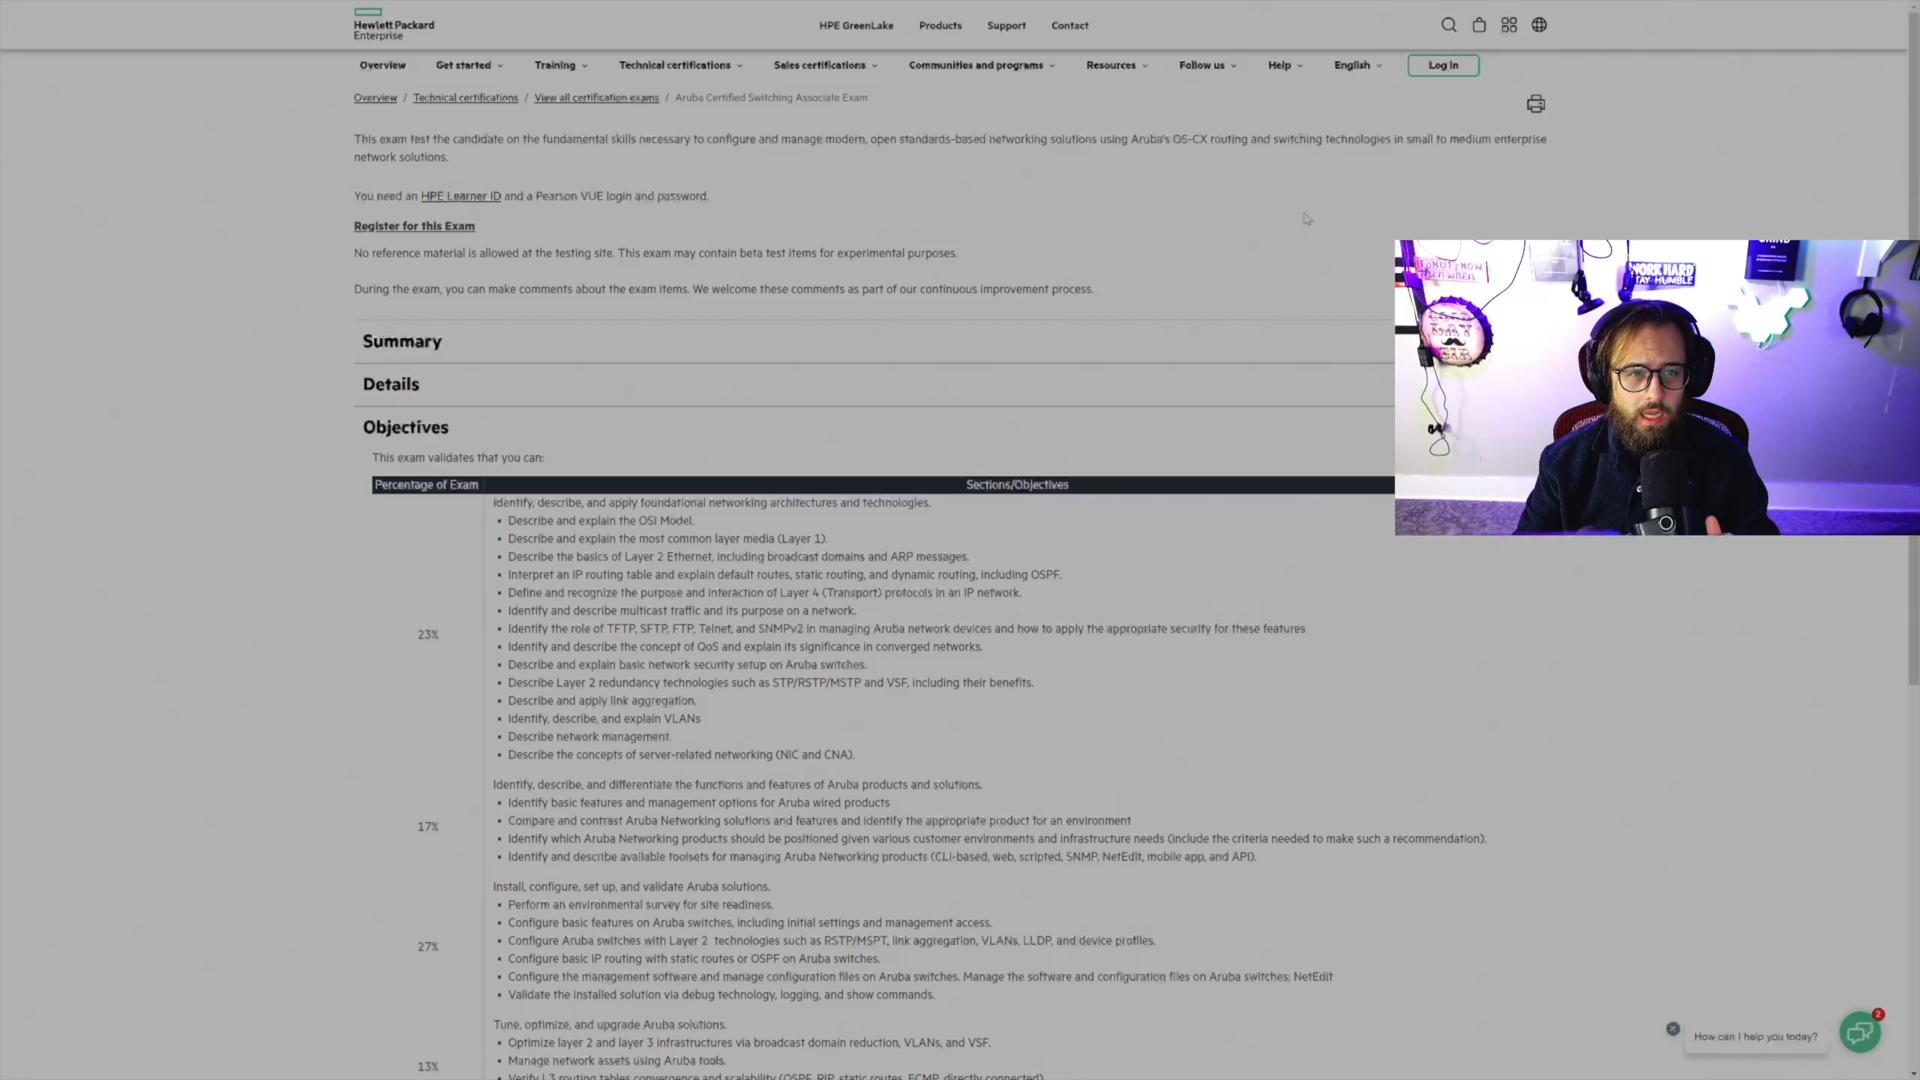 Hewlett Packard
Enterprise
HPE GreenLake Products Support Contact
Overview Get started Training Technical certifications Sales certifications Communities and programs Resources Follow us Help English Log in
Overview / Technical certifications / View all certification exams / Aruba Certified Switching Associate Exam
This exam test the candidate on the fundamental skills necessary to configure and manage modern, open standards-based networking solutions using Aruba's OS-CX routing and switching technologies in small to medium enterprise
network solutions.
You need an HPE Learner ID and a Pearson VUE login and password.
Register for this Exam
No reference material is allowed at the testing site. This exam may contain beta test items for experimental purposes.
During the exam, you can make comments about the exam items. We welcome these comments as part of our continuous improvement process.
WORK HARD
STAY HUMBLE
Summary
Details
Objectives
This exam validates that you can:
Percentage of Exam Sections/Objectives
Identify, describe, and apply foundational networking architectures and technologies.
• Describe and explain the OSI Model.
• Describe and explain the most common layer media (Layer 1).
• Describe the basics of Layer 2 Ethernet, including broadcast domains and ARP messages.
• Interpret an IP routing table and explain default routes, static routing, and dynamic routing, including OSPF.
• Define and recognize the purpose and interaction of Layer 4 (Transport) protocols in an IP network.
• Identify and describe multicast traffic and its purpose on a network.
23% • Identify the role of TFTP, SFTP, FTP, Telnet, and SNMPv2 in managing Aruba network devices and how to apply the appropriate security for these features
• Identify and describe the concept of QoS and explain its significance in converged networks.
• Describe and explain basic network security setup on Aruba switches.
• Describe Layer 2 redundancy technologies such as STP/RSTP/MSTP and VSF, including their benefits.
• Describe and apply link aggregation.
• Identify, describe, and explain VLANs
• Describe network management.
• Describe the concepts of server-related networking (NIC and CNA).
Identify, describe, and differentiate the functions and features of Aruba products and solutions.
• Identify basic features and management options for Aruba wired products
17% • Compare and contrast Aruba Networking solutions and features and identify the appropriate product for an environment
• Identify which Aruba Networking products should be positioned given various customer environments and infrastructure needs (include the criteria needed to make such a recommendation).
• Identify and describe available toolsets for managing Aruba Networking products (CLI-based, web, scripted, SNMP, NetEdit, mobile app, and API).
Install, configure, set up, and validate Aruba solutions.
• Perform an environmental survey for site readiness.
• Configure basic features on Aruba switches, including initial settings and management access.
27% • Configure Aruba switches with Layer 2 technologies such as RSTP/MSPT, link aggregation, VLANs, LLDP, and device profiles.
• Configure basic IP routing with static routes or OSPF on Aruba switches.
• Configure the management software and manage configuration files on Aruba switches. Manage the software and configuration files on Aruba switches; NetEdit
• Validate the installed solution via debug technology, logging, and show commands.
Tune, optimize, and upgrade Aruba solutions.
• Optimize layer 2 and layer 3 infrastructures via broadcast domain reduction, VLANs, and VSF.
• Manage network assets using Aruba tools.
13% • Verify L3 routing tables convergence and scalability (OSPF, RIP, static routes, ECMP, directly connected)
2
How can I help you today?